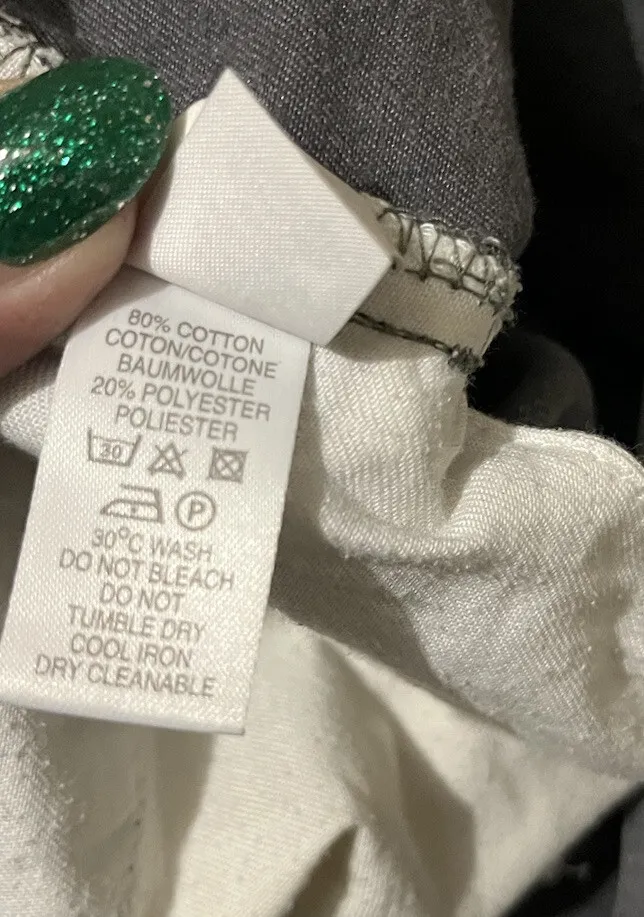 80% COTTON
COTON/COTONE
BAUMWOLLE
20% POLYESTER
POLIESTER
30
P
30°C WASH
DO NOT BLEACH
DO NOT
TUMBLE DRY
COOL IRON
DRY CLEANABLE